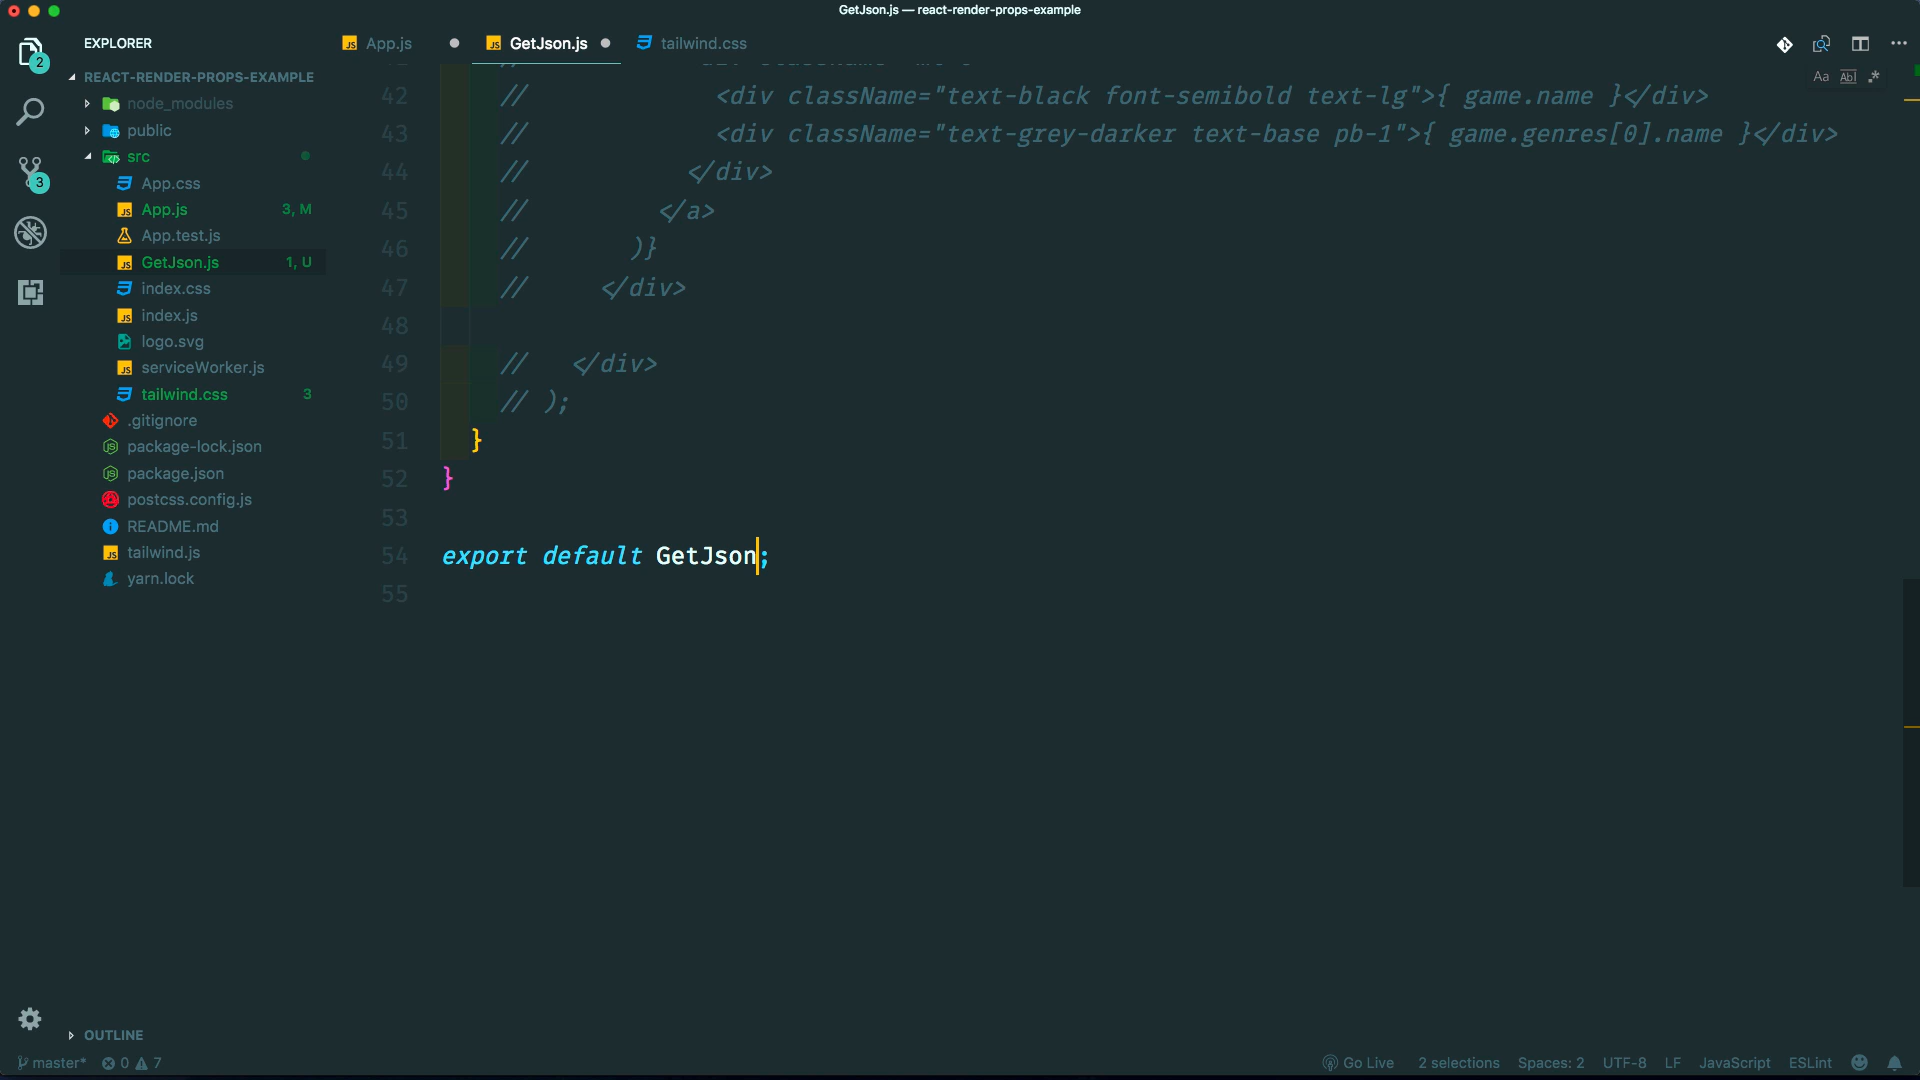 GetJson.js — react-render-props-example
EXPLORER
REACT-RENDER-PROPS-EXAMPLE
node_modules
public
src
App.css
App.js 3, M
App.test.js
GetJson.js 1, U
index.css
index.js
logo.svg
serviceWorker.js
tailwind.css 3
.gitignore
package-lock.json
package.json
postcss.config.js
README.md
tailwind.js
yarn.lock
OUTLINE
2
3
App.js
GetJson.js
tailwind.css
Aa Abl .*
42 // <div className="text-black font-semibold text-lg">{ game.name }</div>
43 // <div className="text-grey-darker text-base pb-1">{ game.genres[0].name }</div>
44 // </div>
45 // </a>
46 // )}
47 // </div>
48
49 // </div>
50 // );
51 }
52 }
53
54 export default GetJson;
55
master* 0 7
Go Live 2 selections Spaces: 2 UTF-8 LF JavaScript ESLint